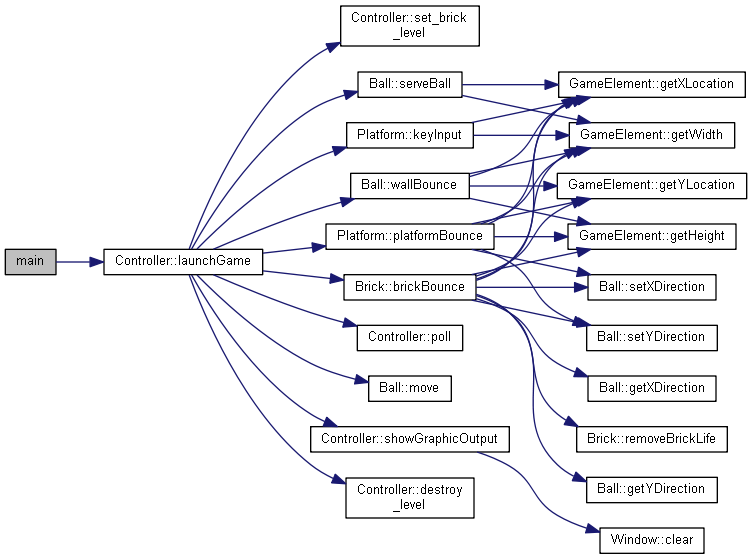 main
Controller::launchGame
Controller::set_brick
_level
Ball::serveBall
Platform::keyInput
Ball::wallBounce
Platform::platformBounce
Brick::brickBounce
Controller::poll
Ball::move
Controller::showGraphicOutput
Controller::destroy
_level
GameElement::getXLocation
GameElement::getWidth
GameElement::getYLocation
GameElement::getHeight
Ball::setXDirection
Ball::setYDirection
Ball::getXDirection
Brick::removeBrickLife
Ball::getYDirection
Window::clear